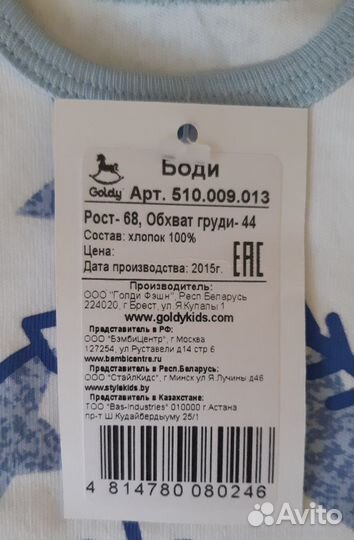 Боди
Goldy
Арт. 510.009.013
Рост- 68, Обхват груди- 44
Состав: хлопок 100%
Цена:
Дата производства: 2015г.
EAC
Производитель:
ООО "Голди Фэшн", Респ.Беларусь
224020, г Брест, ул Я.Купалы 1
www.goldykids.com
Представитель в РФ:
ООО "БэмбиЦентр", г Москва
127254, ул Руставели д14 стр 6
www.bambicentre.ru
Представитель в Респ.Беларусь:
ООО "СтайлКидс", г Минск ул Я.Лучины д46
www.stylekids.by
Представитель в Казахстане:
ТОО "Bas-Industries" 010000 г Астана
пр-т Ш Кудайбердыуму 25/1
4 814780 080246
Avito